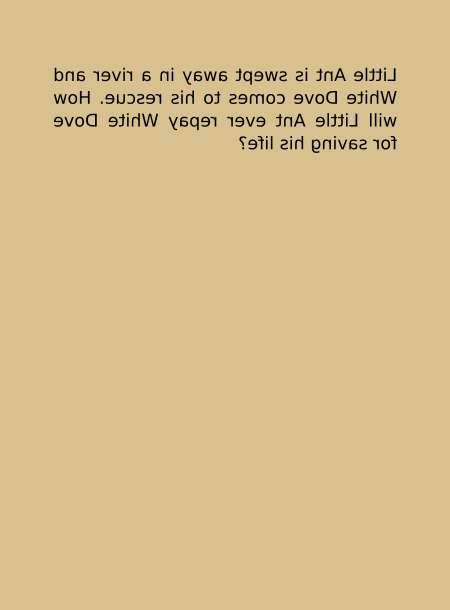 Little Ant is swept away in a river and
White Dove comes to his rescue. How
will Little Ant ever repay White Dove
for saving his life?